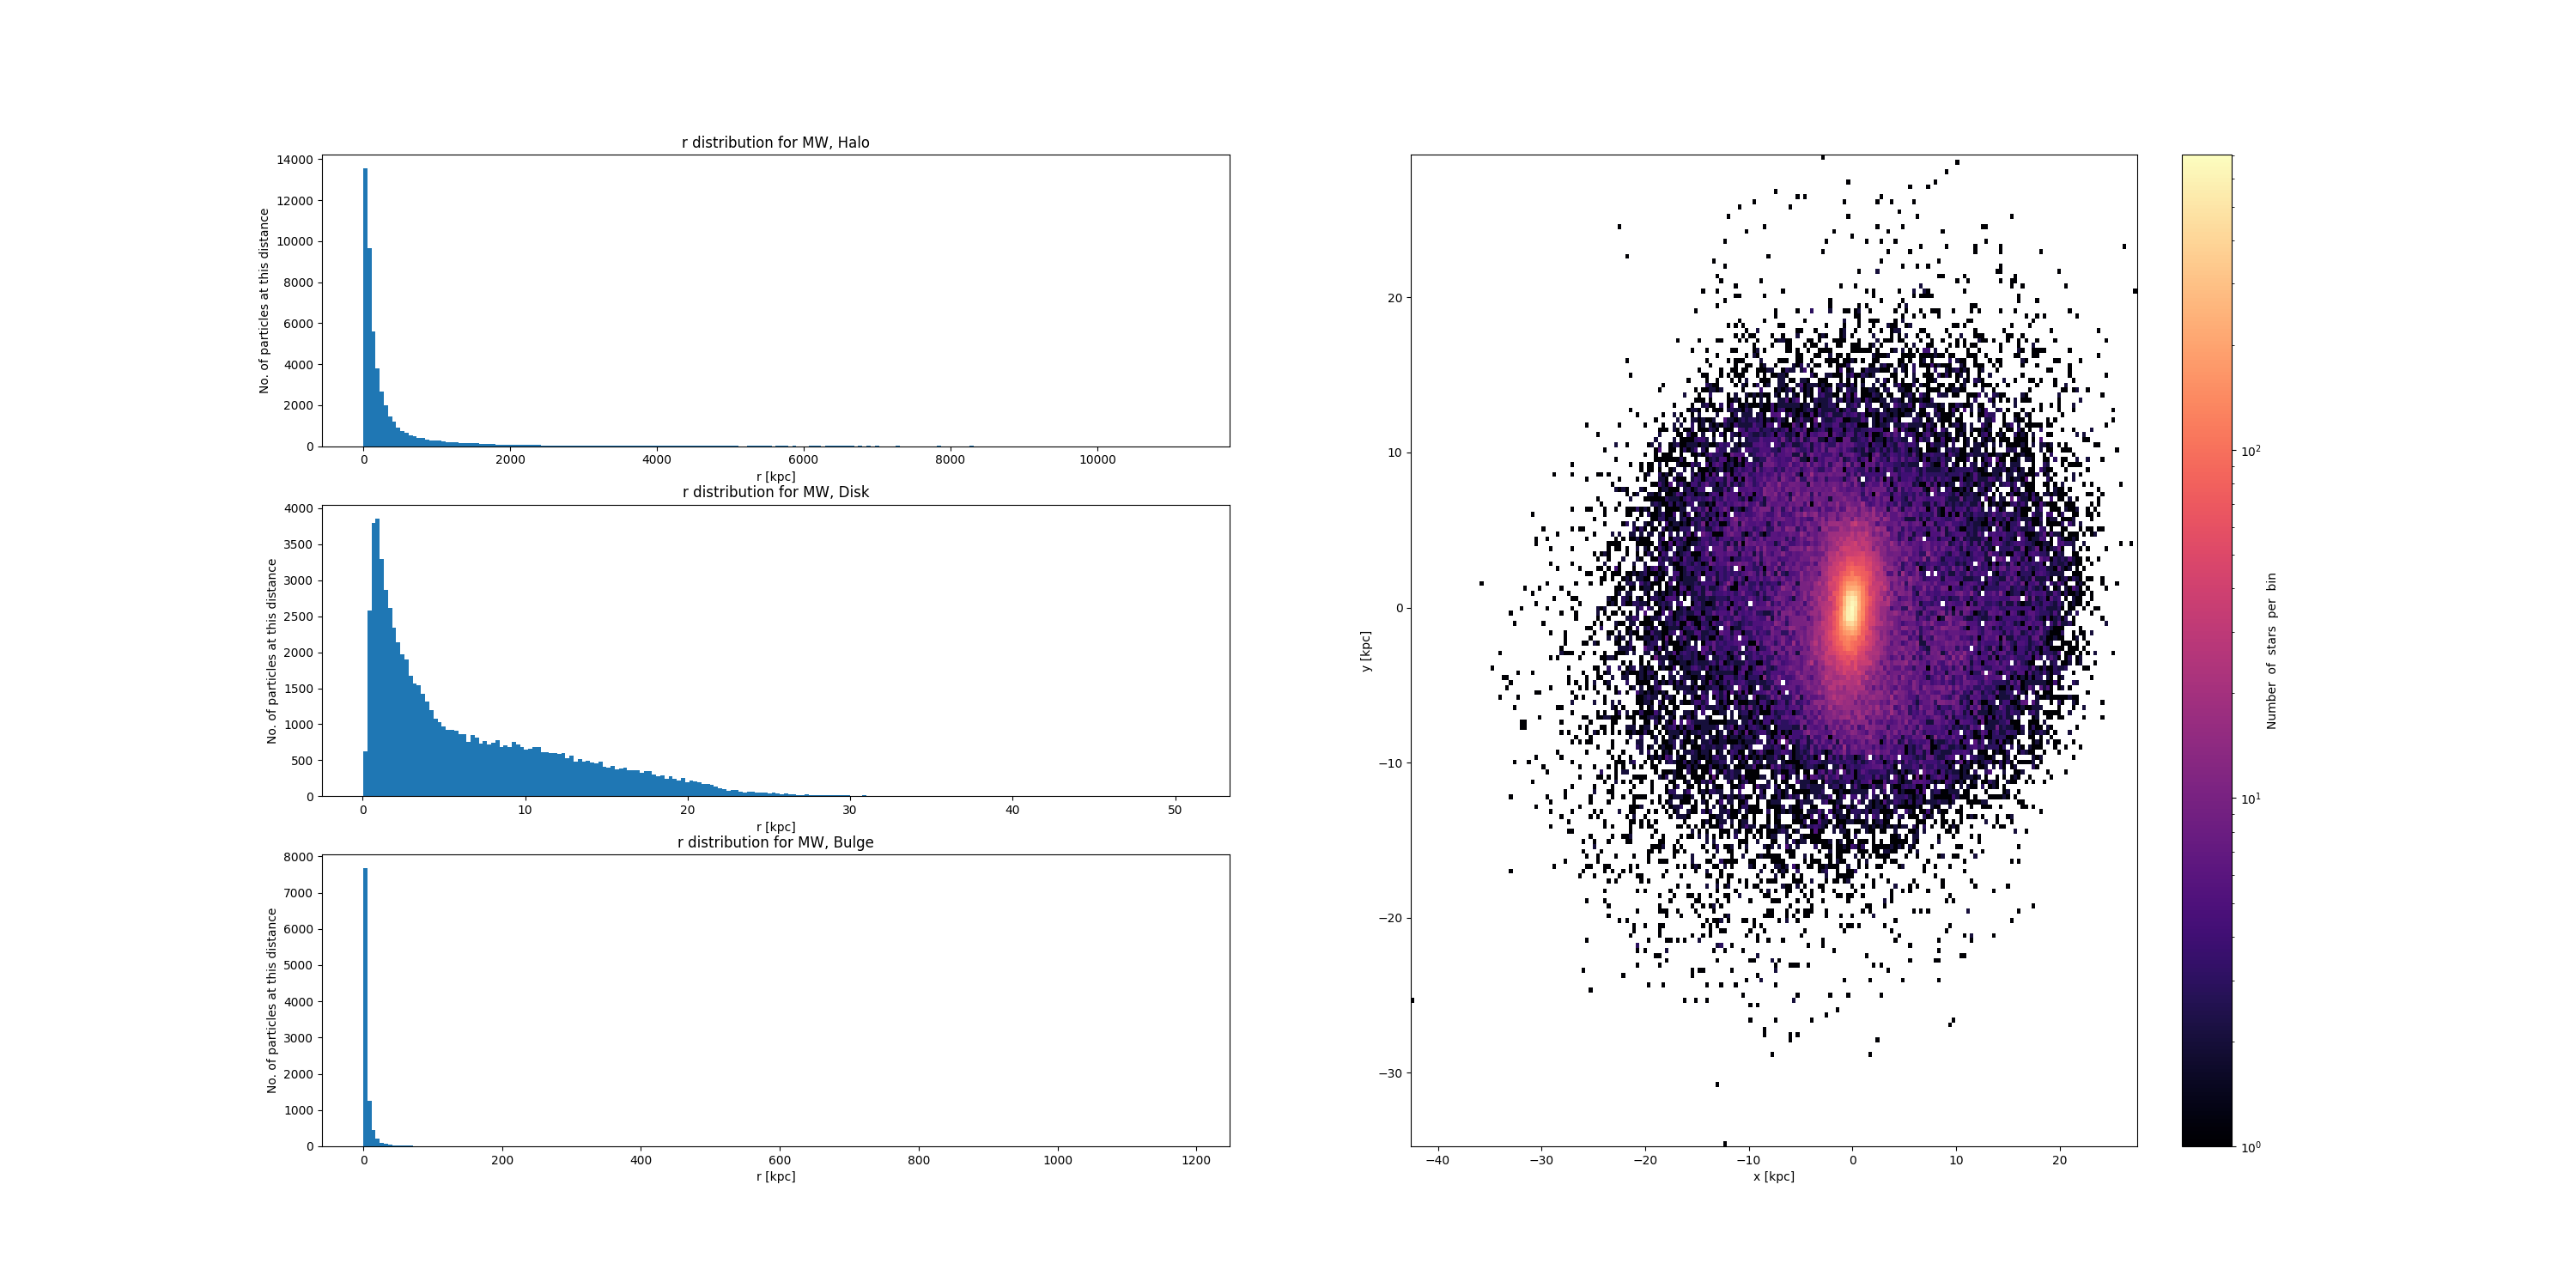 r distribution for MW, Halo
No. of particles at this distance
14000
12000
10000
8000
6000
4000
2000
0
0 2000 4000 6000 8000 10000
r [kpc]
r distribution for MW, Disk
No. of particles at this distance
4000
3500
3000
2500
2000
1500
1000
500
0
0 10 20 30 40 50
r [kpc]
r distribution for MW, Bulge
No. of particles at this distance
8000
7000
6000
5000
4000
3000
2000
1000
0
0 200 400 600 800 1000 1200
r [kpc]
y [kpc]
20
10
0
−10
−20
−30
−40 −30 −20 −10 0 10 20
x [kpc]
10²
10¹
10⁰
Number of stars per bin